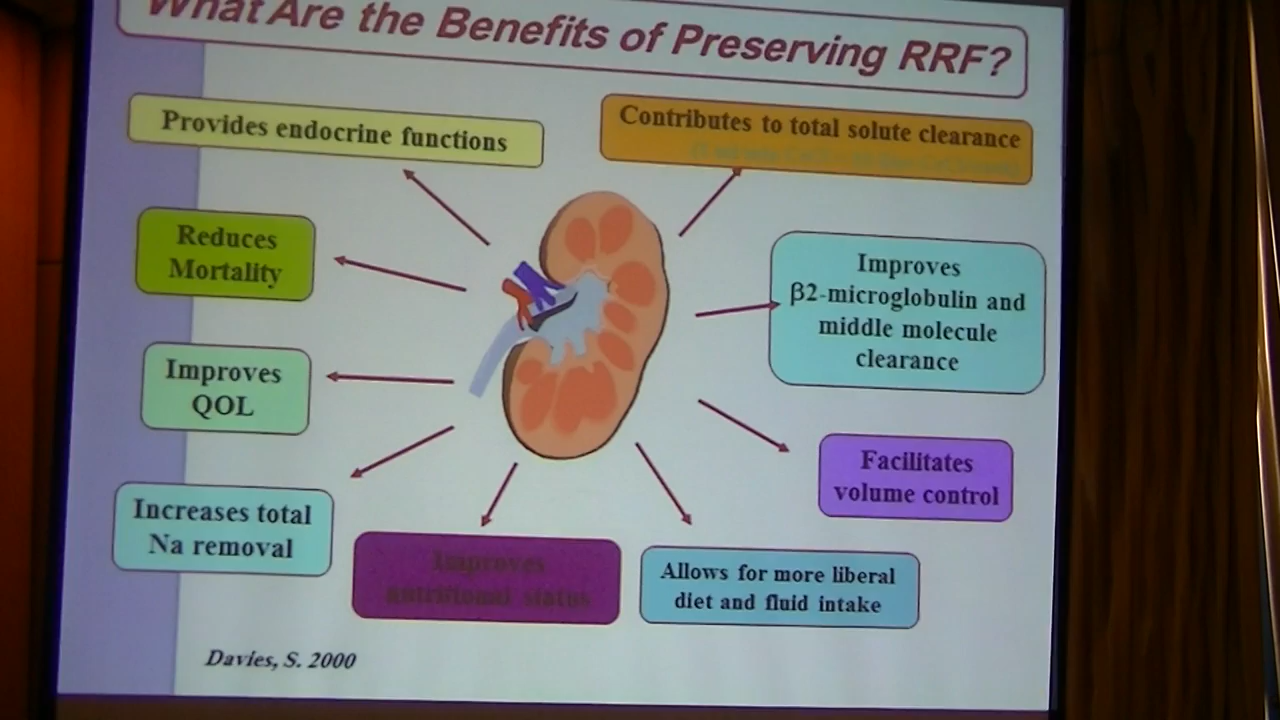 What Are the Benefits of Preserving RRF?
Provides endocrine functions
Contributes to total solute clearance
Reduces
Mortality
Improves
β2-microglobulin and
middle molecule
clearance
Improves
QOL
Facilitates
volume control
Increases total
Na removal
Improves
nutritional status
Allows for more liberal
diet and fluid intake
Davies, S. 2000